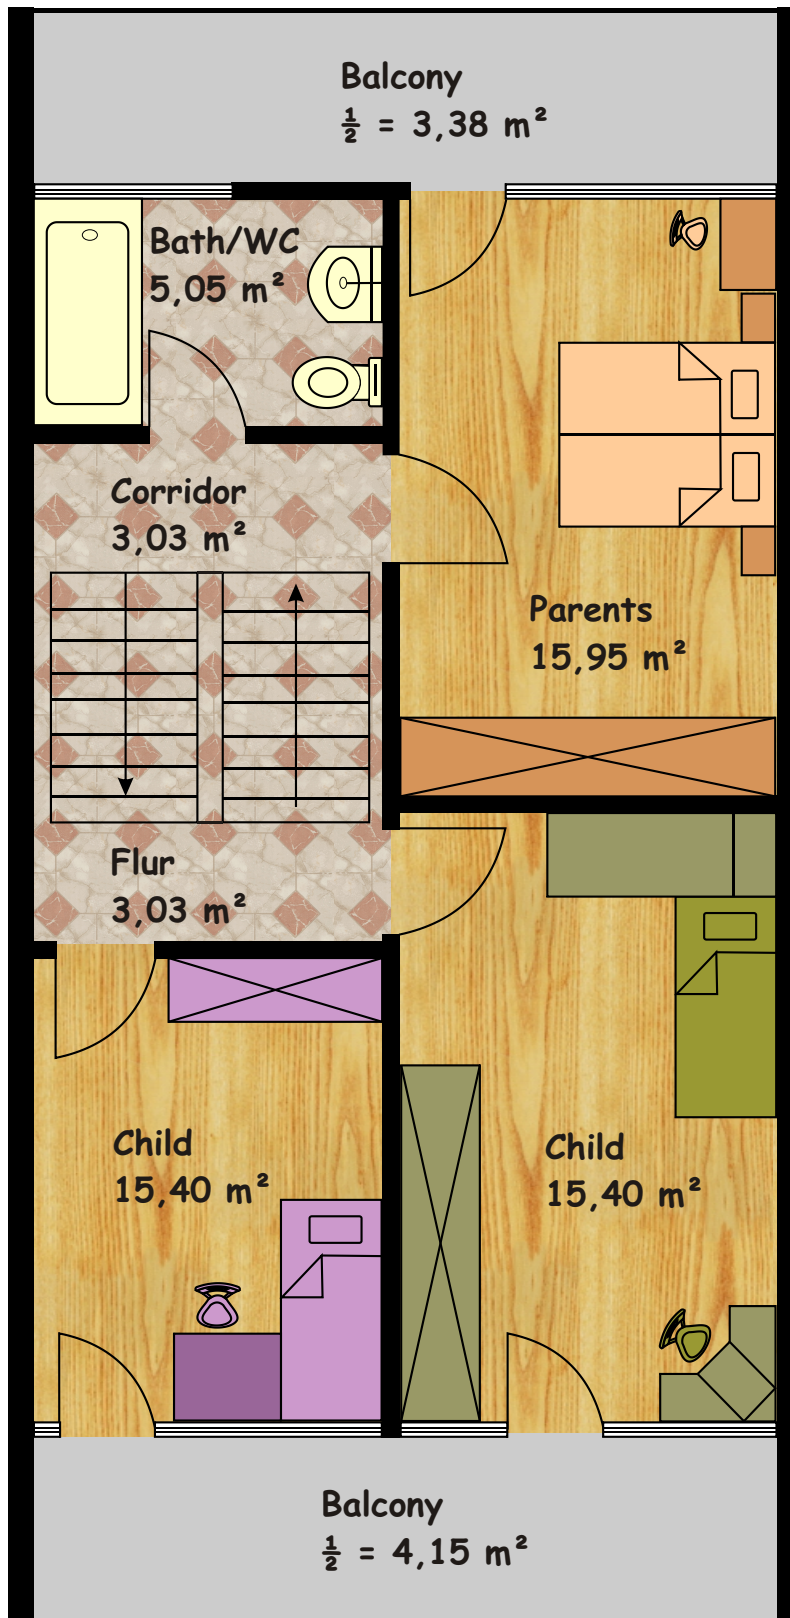 Balcony
½ = 3,38 m²
Bath/WC
5,05 m²
Corridor
3,03 m²
Parents
15,95 m²
Flur
3,03 m²
Child
15,40 m²
Child
15,40 m²
Balcony
½ = 4,15 m²